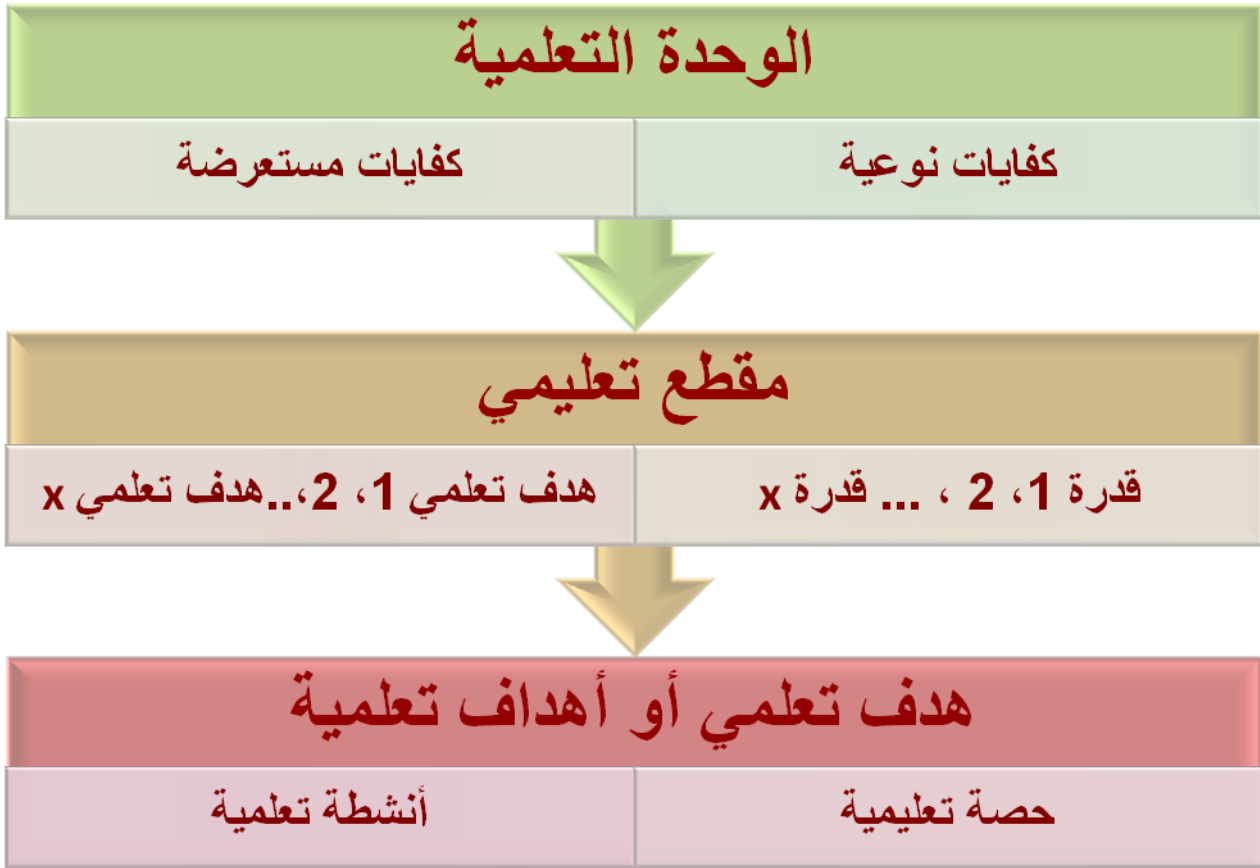 الوحدة التعلمية
كفايات نوعية
كفايات مستعرضة
مقطع تعليمي
قدرة 1، 2 ، ... قدرة x
هدف تعلمي 1، 2،..هدف تعلمي x
هدف تعلمي أو أهداف تعلمية
حصة تعليمية
أنشطة تعلمية